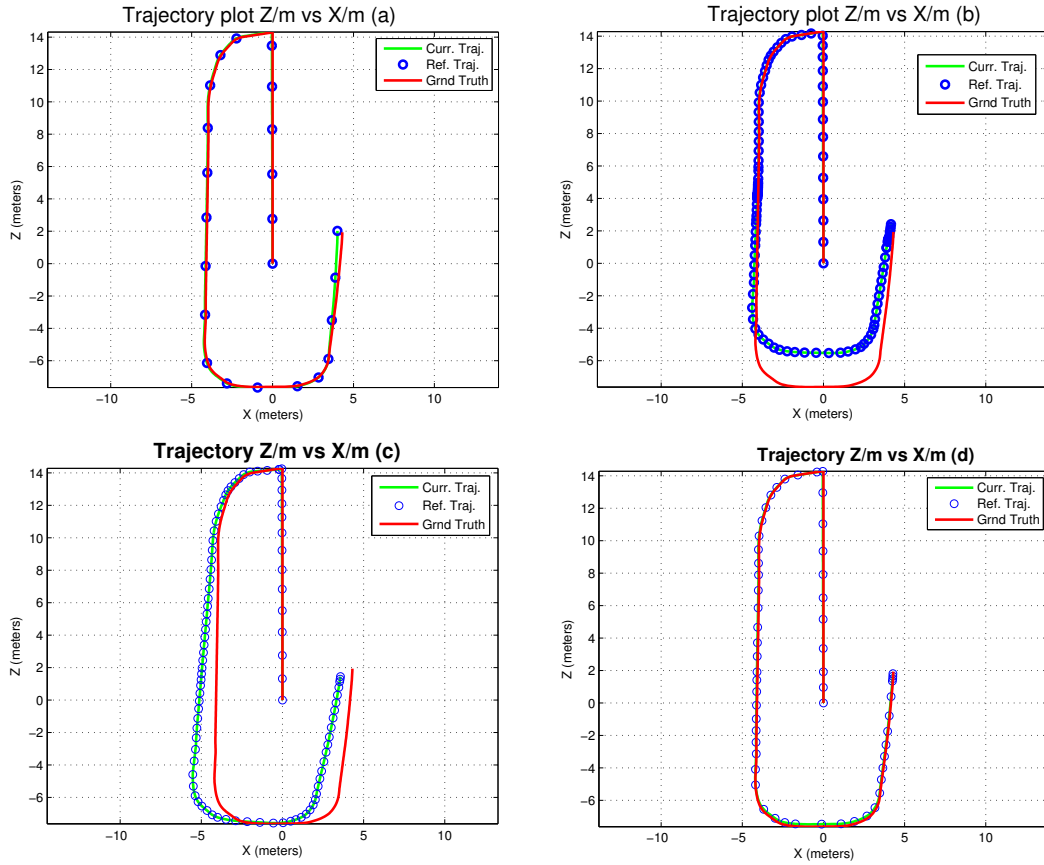 Trajectory plot Z/m vs X/m (a)
14
12
10
8
6
4
2
0
−2
−4
−6
Z (meters)
−10
−5
0
5
10
X (meters)
Curr. Traj.
Ref. Traj.
Grnd Truth
Trajectory plot Z/m vs X/m (b)
14
12
10
8
6
4
2
0
−2
−4
−6
Z (meters)
−10
−5
0
5
10
X (meters)
Curr. Traj.
Ref. Traj.
Grnd Truth
Trajectory Z/m vs X/m (c)
14
12
10
8
6
4
2
0
−2
−4
−6
Z (meters)
−10
−5
0
5
10
X (meters)
Curr. Traj.
Ref. Traj.
Grnd Truth
Trajectory Z/m vs X/m (d)
14
12
10
8
6
4
2
0
−2
−4
−6
Z (meters)
−10
−5
0
5
10
X (meters)
Curr. Traj.
Ref. Traj.
Grnd Truth